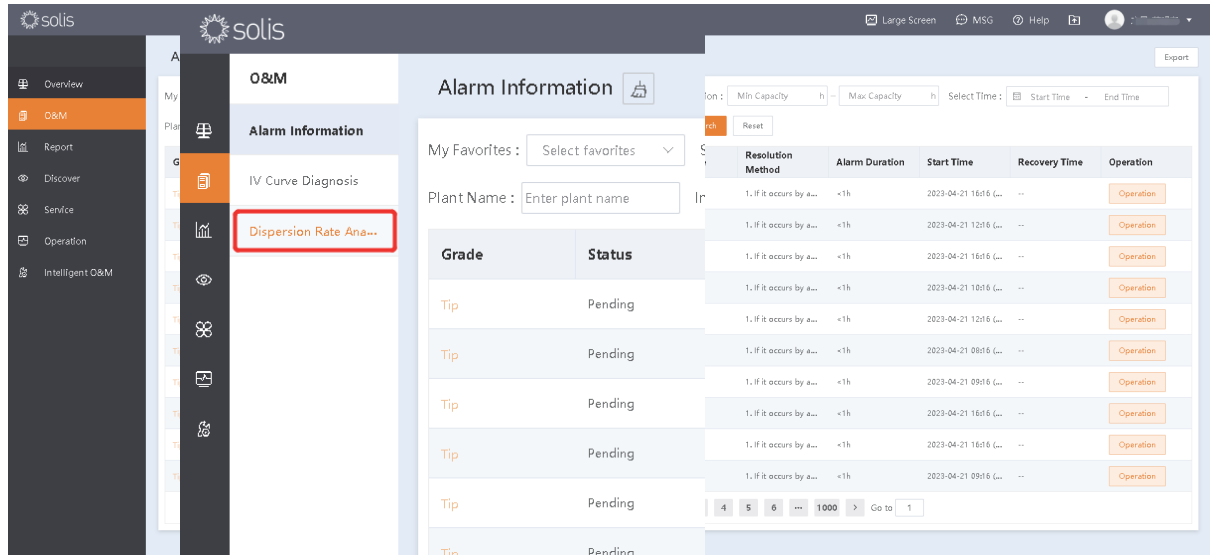 solis
Large Screen MSG Help
Overview
O&M
Report
Discover
Service
Operation
Intelligent O&M
A
My
Plan
G
solis
O&M
Alarm Information
IV Curve Diagnosis
Dispersion Rate Ana...
Alarm Information
My Favorites : Select favorites S
Plant Name : Enter plant name In
Grade Status
Tip Pending
Tip Pending
Tip Pending
Tip Pending
Tip Pending
Tip Pending
Export
ion : Min Capacity h – Max Capacity h Select Time : Start Time - End Time
rch Reset
Resolution Method Alarm Duration Start Time Recovery Time Operation
1. If it occurs by a... <1h 2023-04-21 16:16 (... -- Operation
1. If it occurs by a... <1h 2023-04-21 12:16 (... -- Operation
1. If it occurs by a... <1h 2023-04-21 16:16 (... -- Operation
1. If it occurs by a... <1h 2023-04-21 10:16 (... -- Operation
1. If it occurs by a... <1h 2023-04-21 12:16 (... -- Operation
1. If it occurs by a... <1h 2023-04-21 08:16 (... -- Operation
1. If it occurs by a... <1h 2023-04-21 09:16 (... -- Operation
1. If it occurs by a... <1h 2023-04-21 16:16 (... -- Operation
1. If it occurs by a... <1h 2023-04-21 16:16 (... -- Operation
1. If it occurs by a... <1h 2023-04-21 09:16 (... -- Operation
4 5 6 ... 1000 > Go to 1